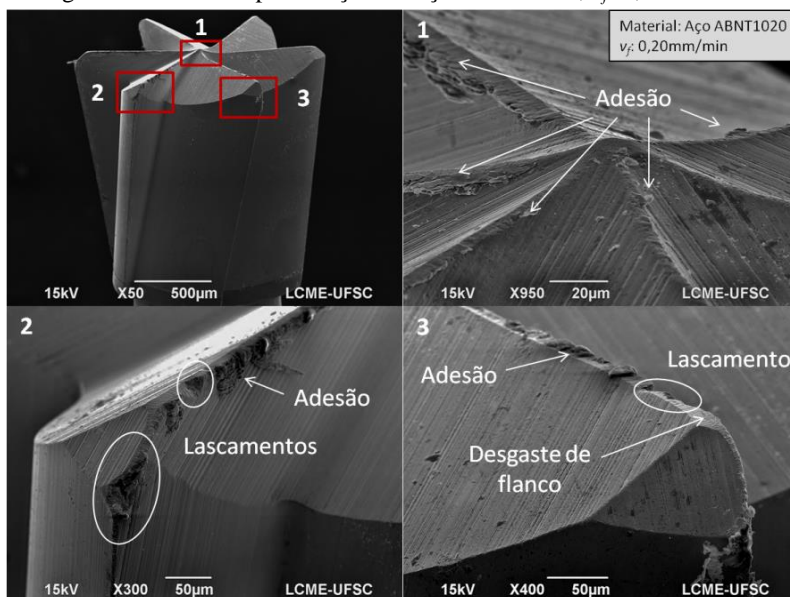 1
2
3
15kV X50 500µm LCME-UFSC
1
Material: Aço ABNT1020
vf: 0,20mm/min
Adesão
15kV X950 20µm LCME-UFSC
2
Adesão
Lascamentos
15kV X300 50µm LCME-UFSC
3
Lascamento
Adesão
Desgaste de
flanco
15kV X400 50µm LCME-UFSC